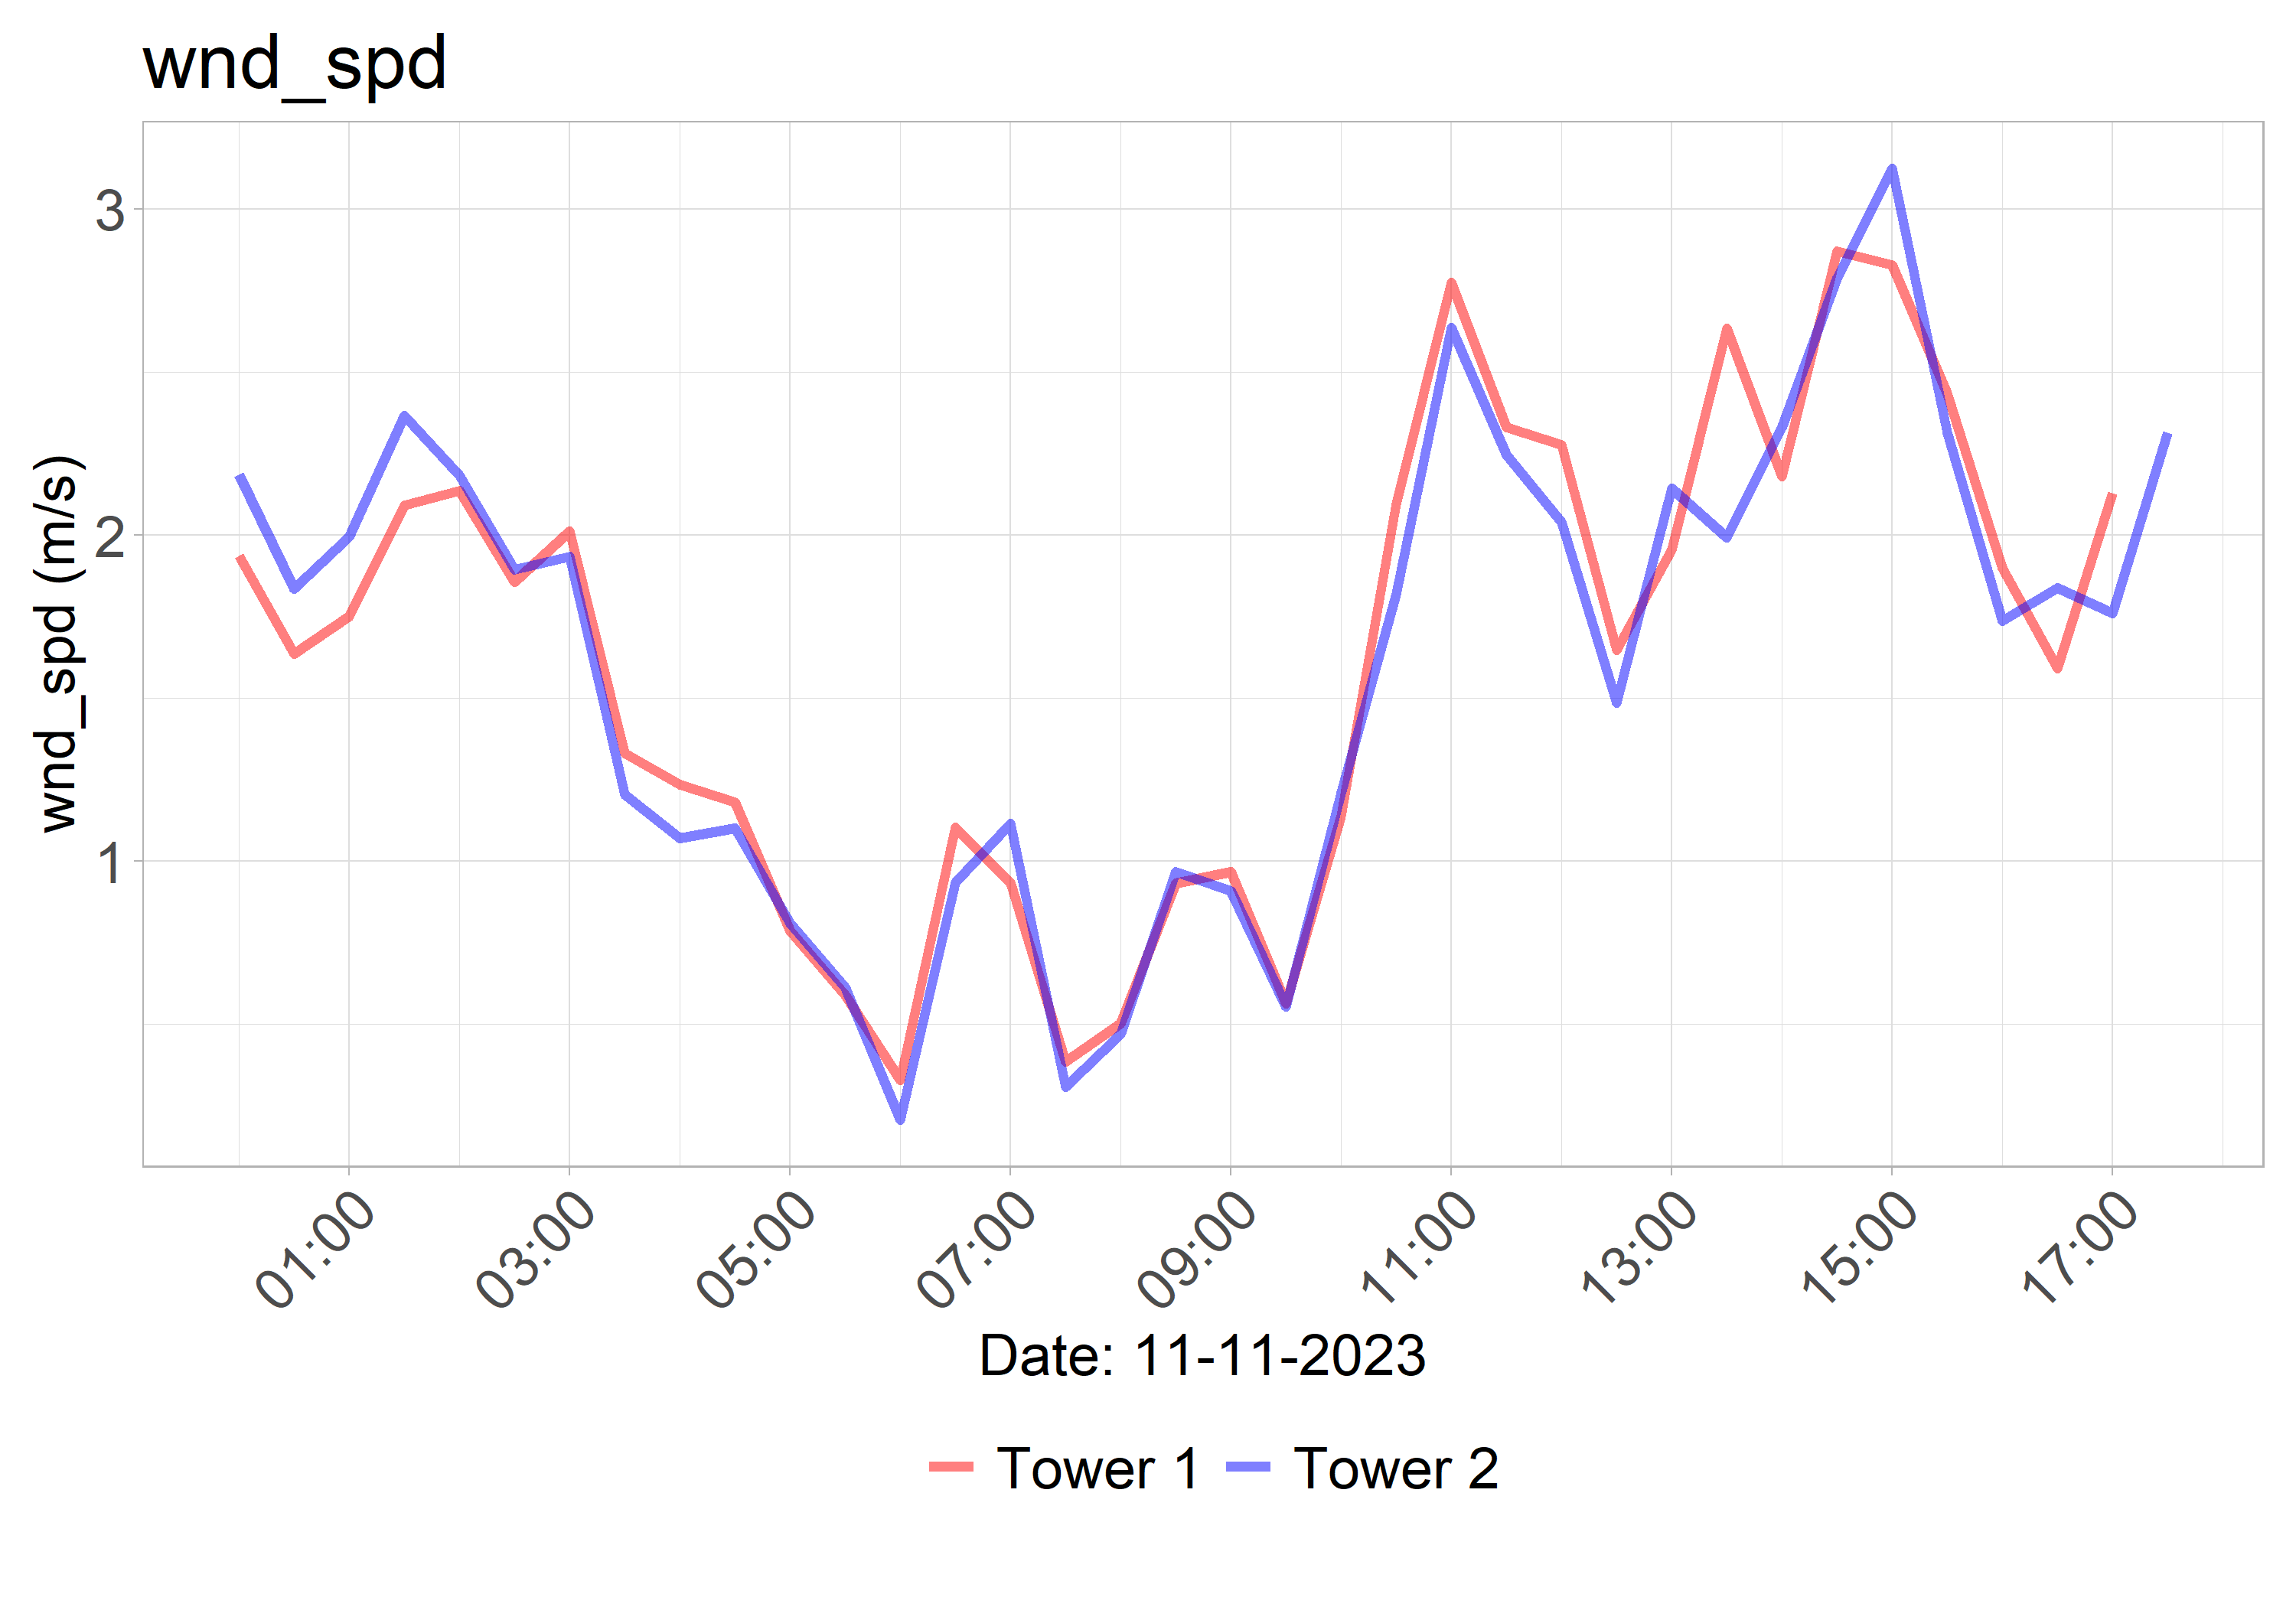 wnd_spd
wnd_spd (m/s)
3
2
1
01:00 03:00 05:00 07:00 09:00 11:00 13:00 15:00 17:00
Date: 11-11-2023
Tower 1 Tower 2